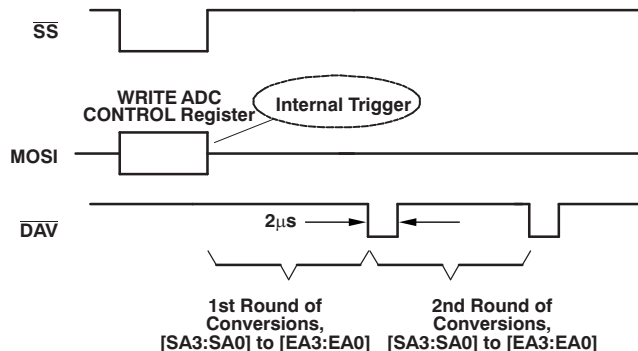 SS
WRITE ADC
CONTROL Register
Internal Trigger
MOSI
DAV
2μs
1st Round of
Conversions,
[SA3:SA0] to [EA3:EA0]
2nd Round of
Conversions,
[SA3:SA0] to [EA3:EA0]